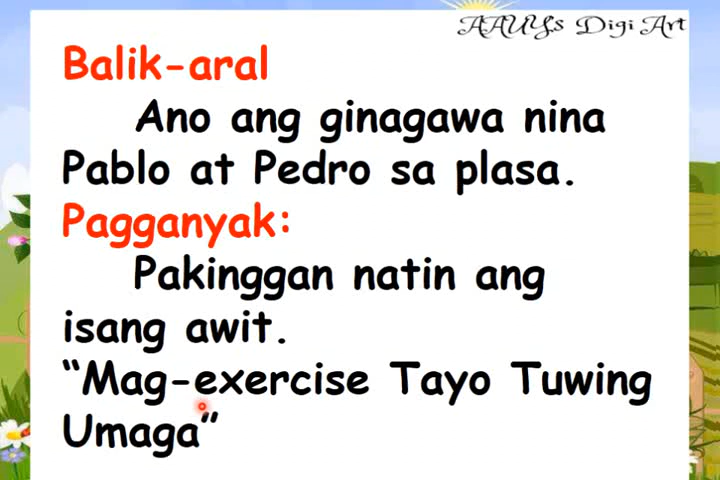 AAUYs Digi Art
Balik-aral
Ano ang ginagawa nina
Pablo at Pedro sa plasa.
Pagganyak:
Pakinggan natin ang
isang awit.
“Mag-exercise Tayo Tuwing
Umaga”